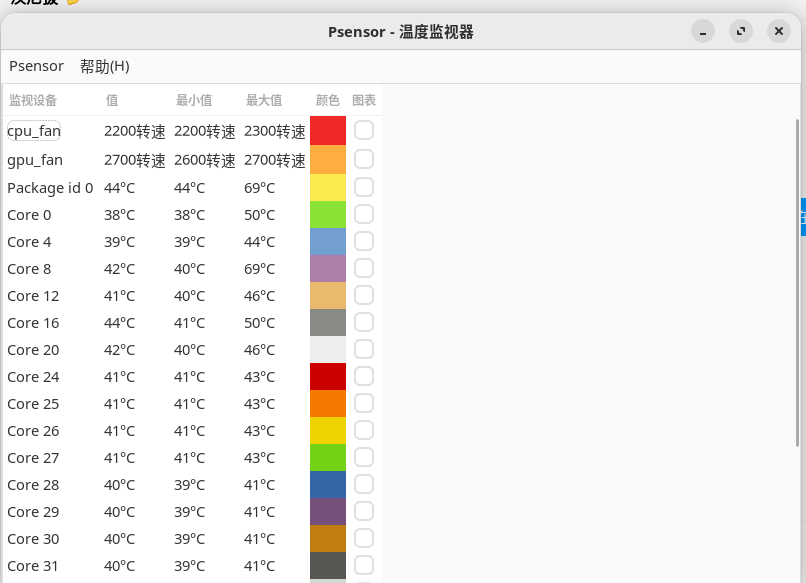 Psensor - 温度监视器
Psensor 帮助(H)
监视设备 值 最小值 最大值 颜色 图表
cpu_fan 2200转速 2200转速 2300转速
gpu_fan 2700转速 2600转速 2700转速
Package id 0 44°C 44°C 69°C
Core 0 38°C 38°C 50°C
Core 4 39°C 39°C 44°C
Core 8 42°C 40°C 69°C
Core 12 41°C 40°C 46°C
Core 16 44°C 41°C 50°C
Core 20 42°C 40°C 46°C
Core 24 41°C 41°C 43°C
Core 25 41°C 41°C 43°C
Core 26 41°C 41°C 43°C
Core 27 41°C 41°C 43°C
Core 28 40°C 39°C 41°C
Core 29 40°C 39°C 41°C
Core 30 40°C 39°C 41°C
Core 31 40°C 39°C 41°C